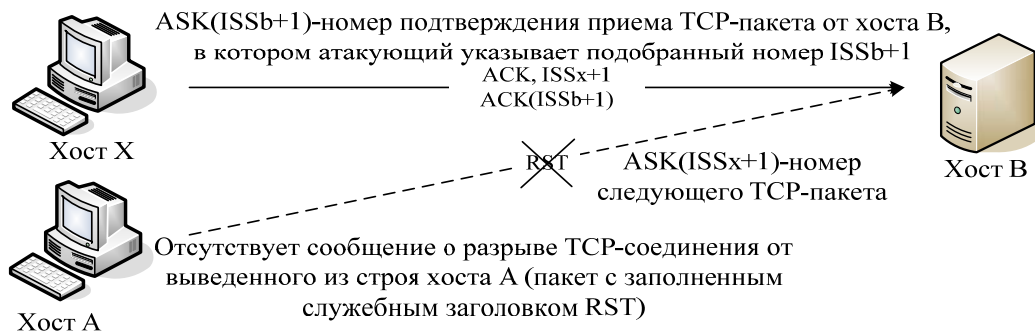 ASK(ISSb+1)-номер подтверждения приема TCP-пакета от хоста B,
в котором атакующий указывает подобранный номер ISSb+1
ACK, ISSx+1
ACK(ISSb+1)
Хост X
Хост B
RST
ASK(ISSx+1)-номер
следующего TCP-пакета
Отсутствует сообщение о разрыве TCP-соединения от
выведенного из строя хоста A (пакет с заполненным
служебным заголовком RST)
Хост A